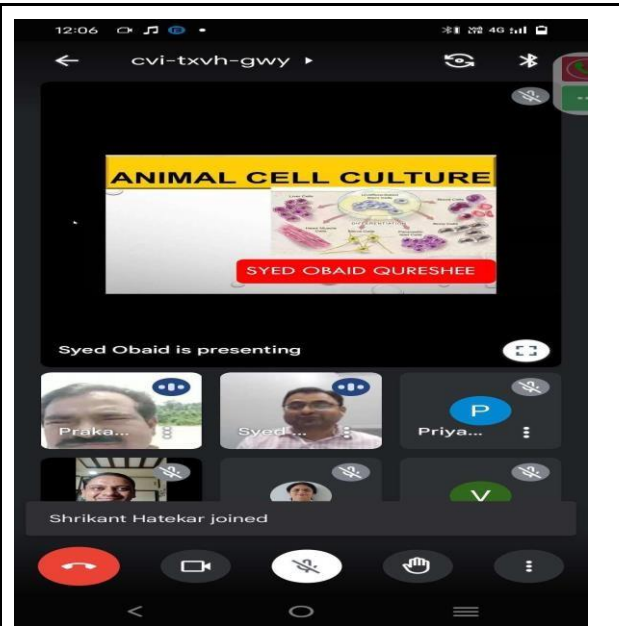 12:06
4G
cvi-txvh-gwy
ANIMAL CELL CULTURE
SYED OBAID QURESHEE
Syed Obaid is presenting
Praka...
Syed ...
P
Priya...
V
Shrikant Hatekar joined